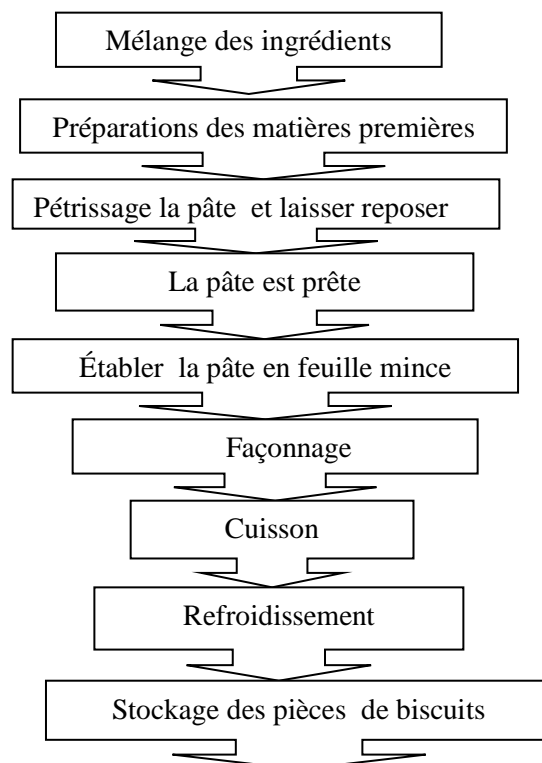 Mélange des ingrédients
Préparations des matières premières
Pétrissage la pâte et laisser reposer
La pâte est prête
Établer la pâte en feuille mince
Façonnage
Cuisson
Refroidissement
Stockage des pièces de biscuits